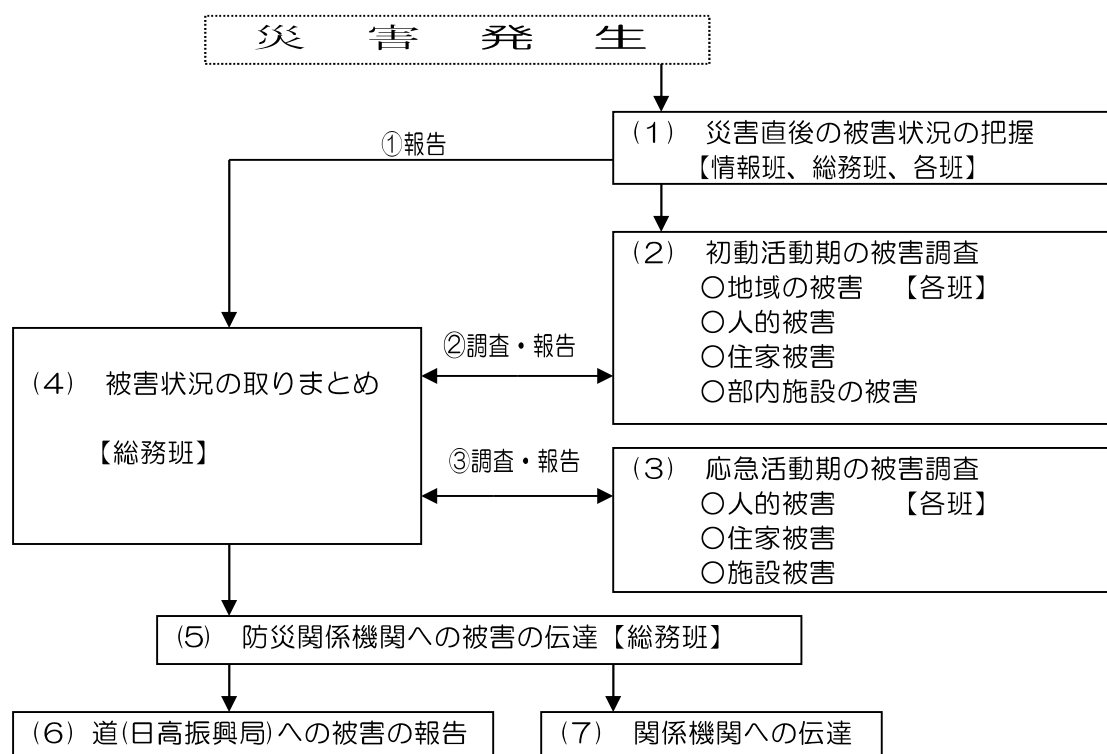 災害発生
(1) 災害直後の被害状況の把握
①報告
【情報班、総務班、各班】
(2) 初動活動期の被害調査
○地域の被害 【各班】
○人的被害
○住家被害
○部内施設の被害
②調査・報告
(4) 被害状況の取りまとめ
【総務班】
③調査・報告
(3) 応急活動期の被害調査
○人的被害 【各班】
○住家被害
○施設被害
(5) 防災関係機関への被害の伝達【総務班】
(6) 道(日高振興局)への被害の報告
(7) 関係機関への伝達